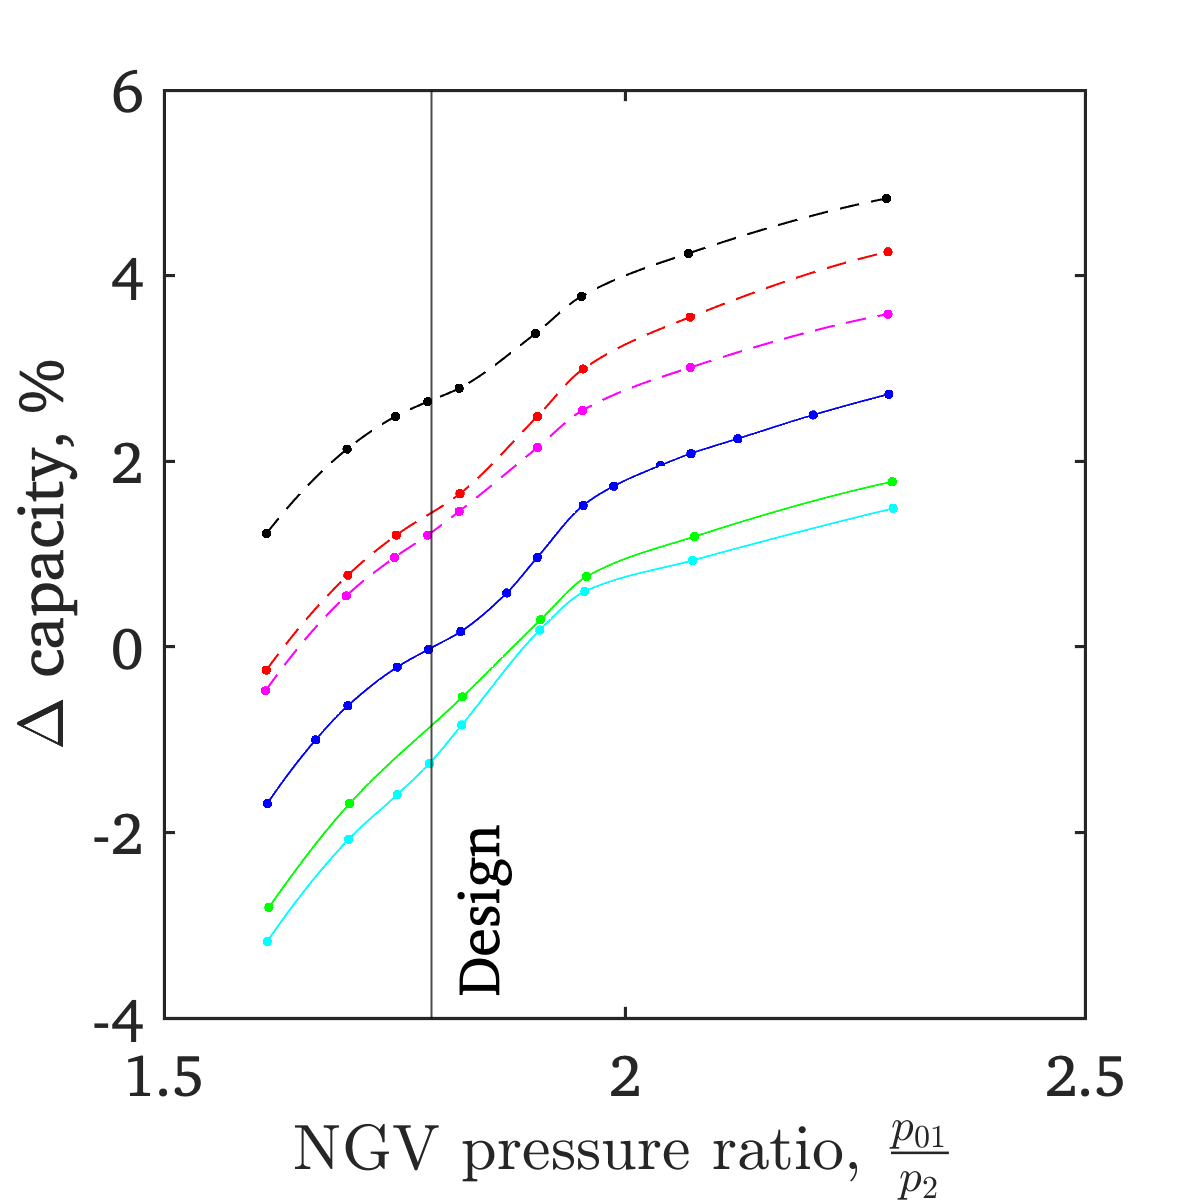 6
4
2
0
-2
-4
Δ capacity, %
Design
1.5 2 2.5
NGV pressure ratio, p01/p2